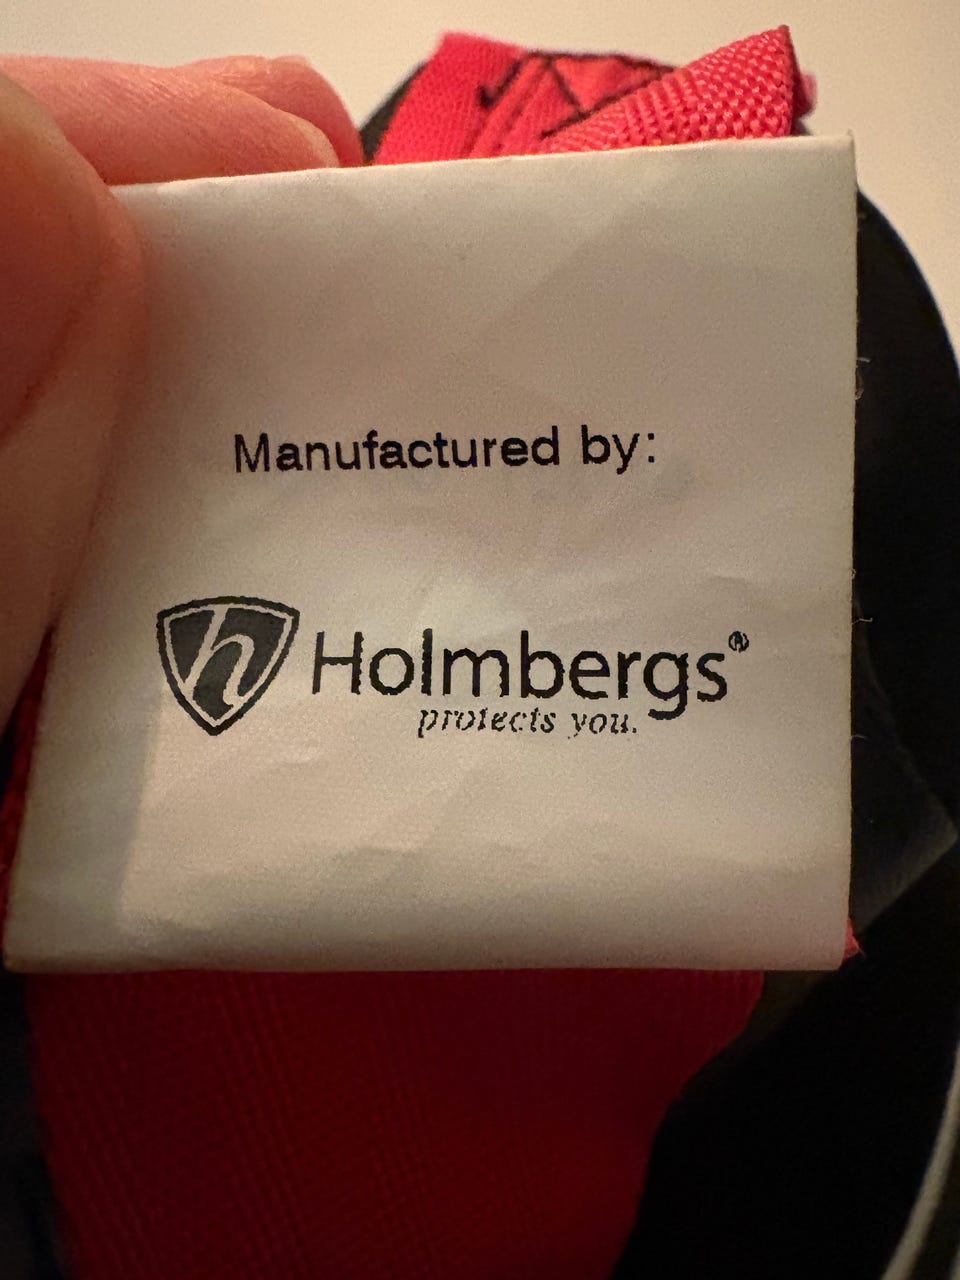 Manufactured by:
h Holmbergs®
protects you.